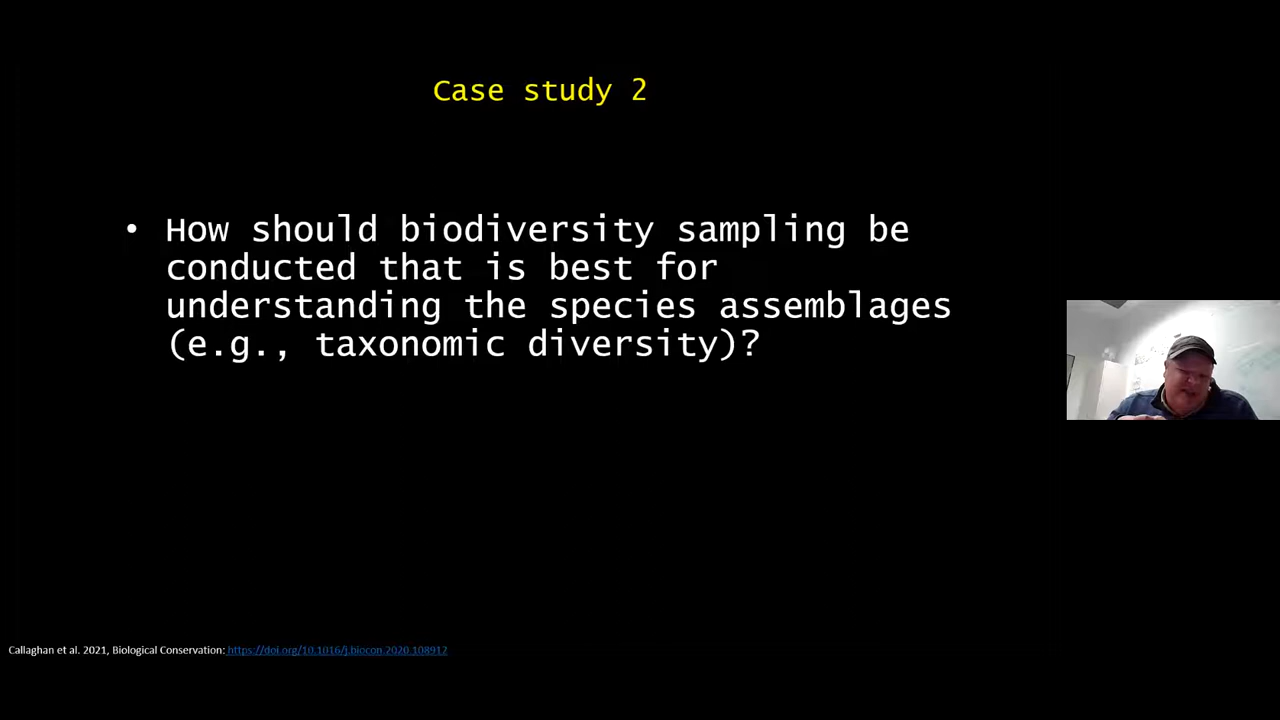 Case study 2
• How should biodiversity sampling be
conducted that is best for
understanding the species assemblages
(e.g., taxonomic diversity)?
Callaghan et al. 2021, Biological Conservation: https://doi.org/10.1016/j.biocon.2020.108912